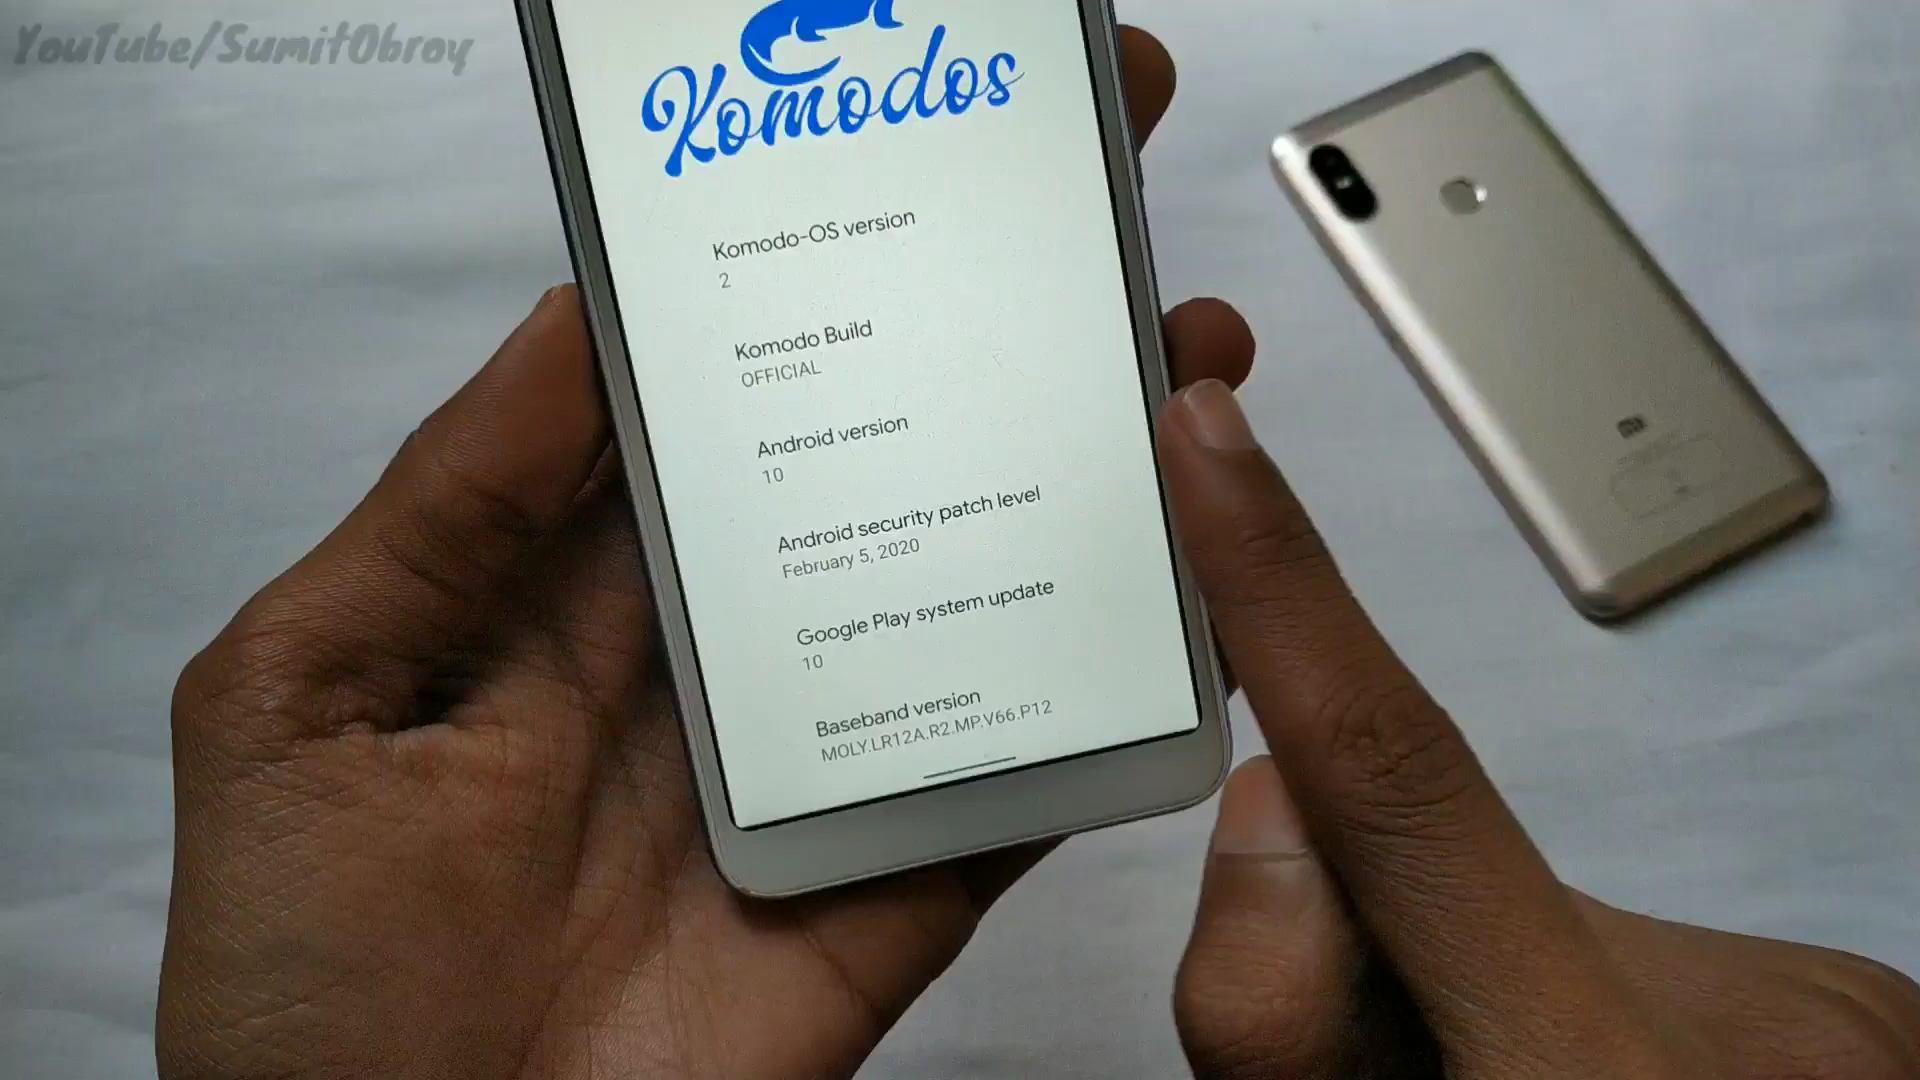 YouTube/SumitObroy
Komodos
Komodo-OS version
2
Komodo Build
OFFICIAL
Android version
10
Android security patch level
February 5, 2020
Google Play system update
10
Baseband version
MOLY.LR12A.R2.MP.V66.P12
mi